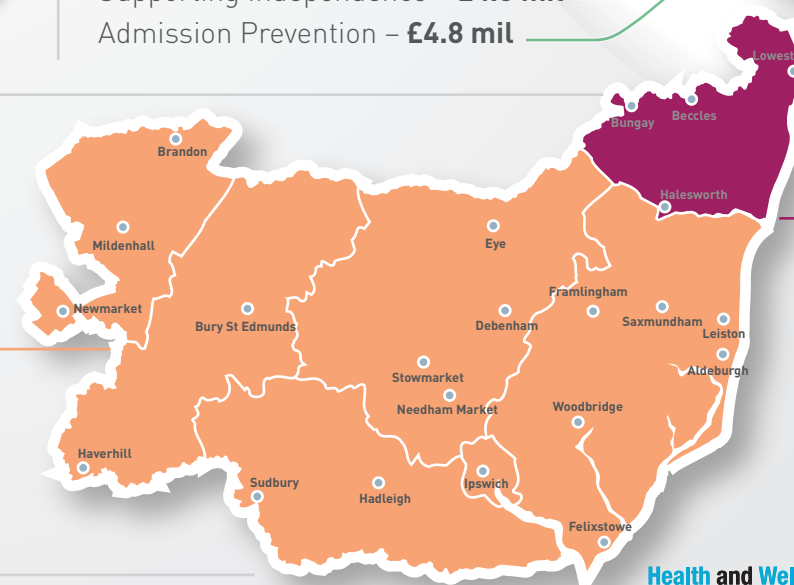 Admission Prevention – £4.8 mil
Lowest
Bungay
Beccles
Brandon
Halesworth
Mildenhall
Eye
Framlingham
Newmarket
Bury St Edmunds
Debenham
Saxmundham
Leiston
Stowmarket
Aldeburgh
Needham Market
Woodbridge
Haverhill
Sudbury
Hadleigh
Ipswich
Felixstowe
Health and Wel